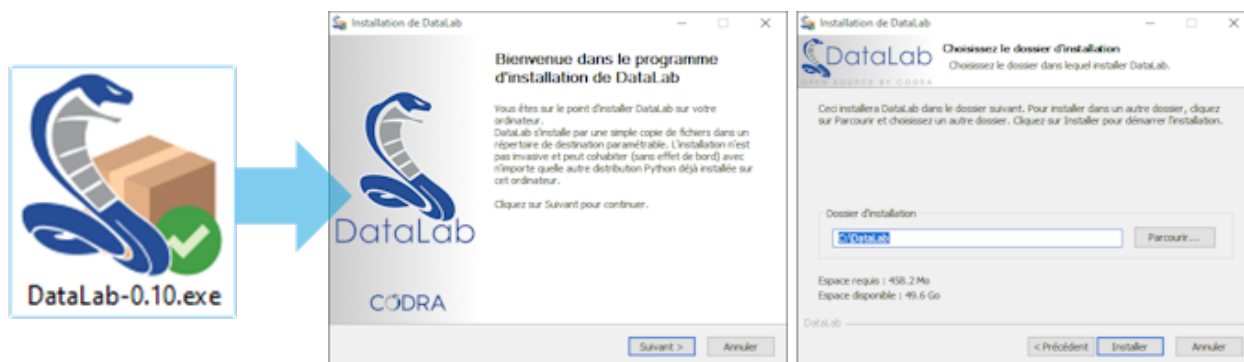 DataLab-0.10.exe
Installation de DataLab
Bienvenue dans le programme
d'installation de DataLab
Vous êtes sur le point d'installer DataLab sur votre
ordinateur.
DataLab s'installe par une simple copie de fichiers dans un
répertoire de destination paramétrable. L'installation n'est
pas invasive et peut cohabiter (sans effet de bord) avec
n'importe quelle autre distribution Python déjà installée sur
cet ordinateur.
Cliquez sur Suivant pour continuer.
DataLab
CODRA
Suivant >
Annuler
Installation de DataLab
DataLab
OPEN SOURCE BY CODRA
Choisissez le dossier d'installation
Choisissez le dossier dans lequel installer DataLab.
Ceci installera DataLab dans le dossier suivant. Pour installer dans un autre dossier, cliquez
sur Parcourir et choisissez un autre dossier. Cliquez sur Installer pour démarrer l'installation.
Dossier d'installation
C:\DataLab
Parcourir...
Espace requis : 458.2 Mo
Espace disponible : 49.6 Go
DataLab
< Précédent
Installer
Annuler